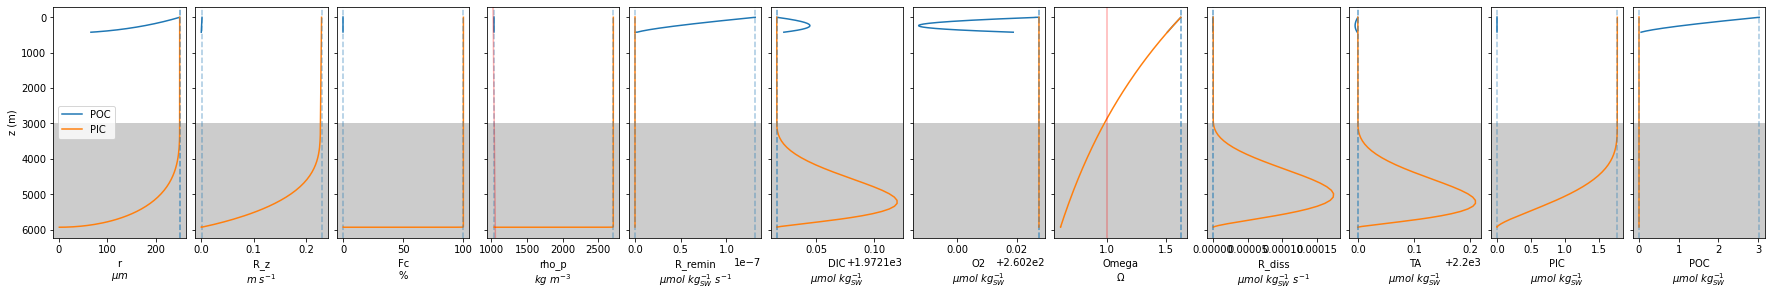 0
1000
2000
3000
4000
5000
6000
z (m)
POC
PIC
0 100 200
r
μm
0.0 0.1 0.2
R_z
m s⁻¹
0 50 100
Fc
%
1000 1500 2000 2500
rho_p
kg m⁻³
0.0 0.5 1.0
1e-7
R_remin
μmol kg⁻¹SW s⁻¹
0.05 0.10
+1.9721e3
DIC
μmol kg⁻¹SW
0.00 0.02
+2.602e2
O2
μmol kg⁻¹SW
1.0 1.5
Omega
Ω
0.00000 0.00005 0.00010 0.00015
R_diss
μmol kg⁻¹SW s⁻¹
0.0 0.1 0.2
+2.2e3
TA
μmol kg⁻¹SW
0.0 0.5 1.0 1.5
PIC
μmol kg⁻¹SW
0 1 2 3
POC
μmol kg⁻¹SW